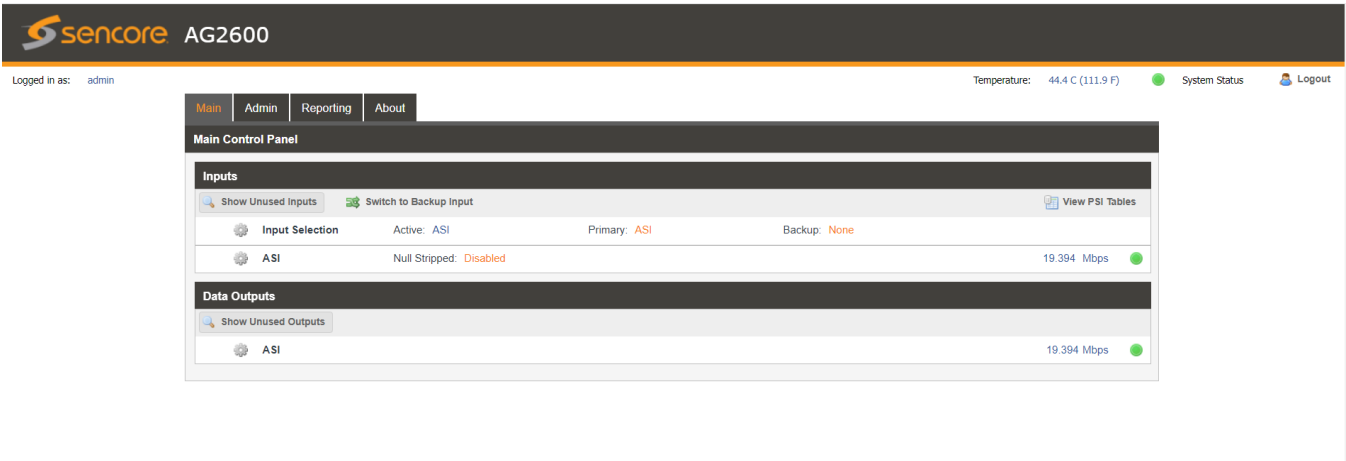 sencore AG2600
Logged in as: admin Temperature: 44.4 C (111.9 F) System Status Logout
Main Admin Reporting About
Main Control Panel
Inputs
Show Unused Inputs Switch to Backup Input View PSI Tables
Input Selection Active: ASI Primary: ASI Backup: None
ASI Null Stripped: Disabled 19.394 Mbps
Data Outputs
Show Unused Outputs
ASI 19.394 Mbps